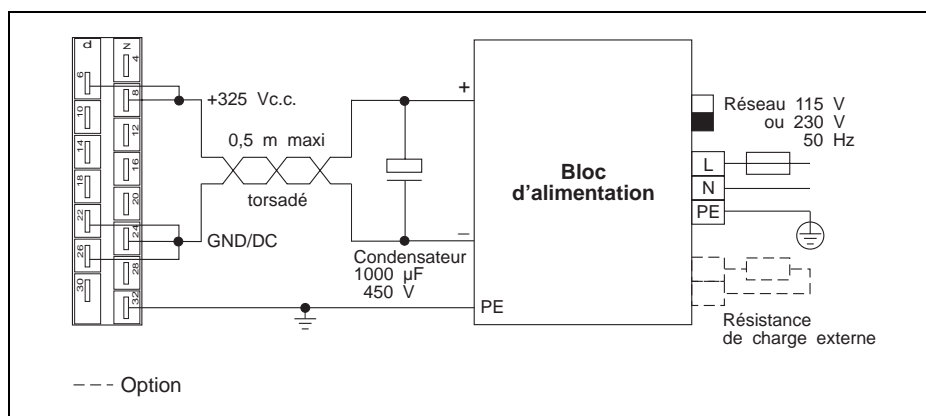 d
z
4
6
8
10
12
14
16
18
20
22
24
26
28
30
32
+325 Vc.c.
0,5 m maxi
torsadé
GND/DC
+
–
Condensateur
1000 µF
450 V
Bloc
d'alimentation
PE
Réseau 115 V
ou 230 V
50 Hz
L
N
PE
Résistance
de charge externe
Option